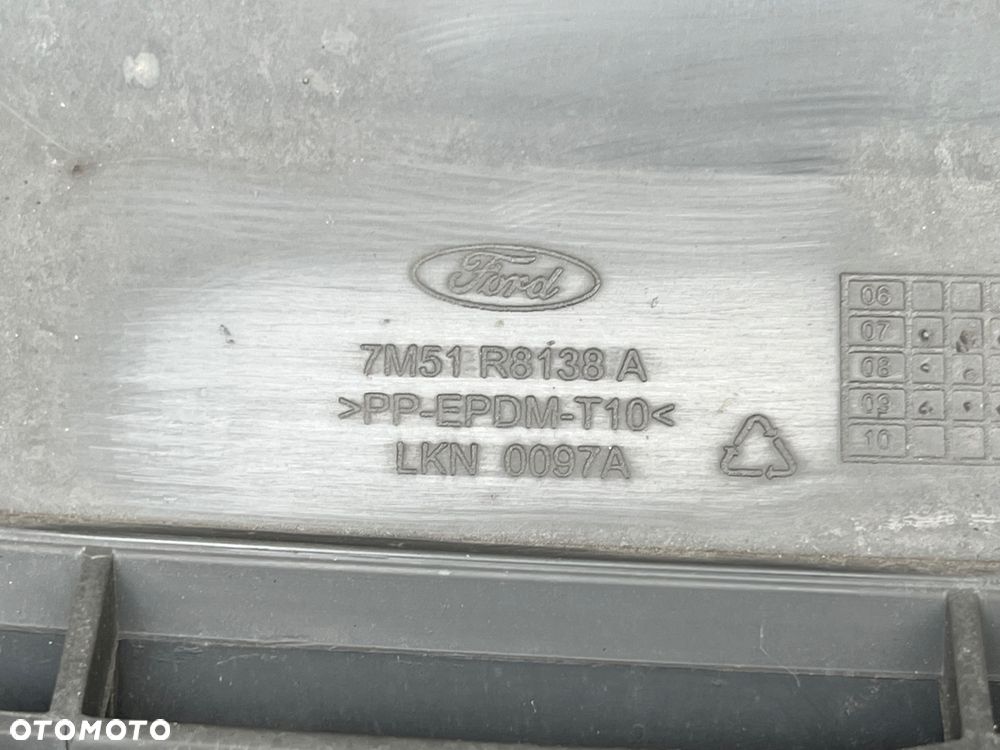 Ford
7M51 R8138 A
>PP-EPDM-T10<
LKN 0097A
06
07
08
09
10
OTOMOTO